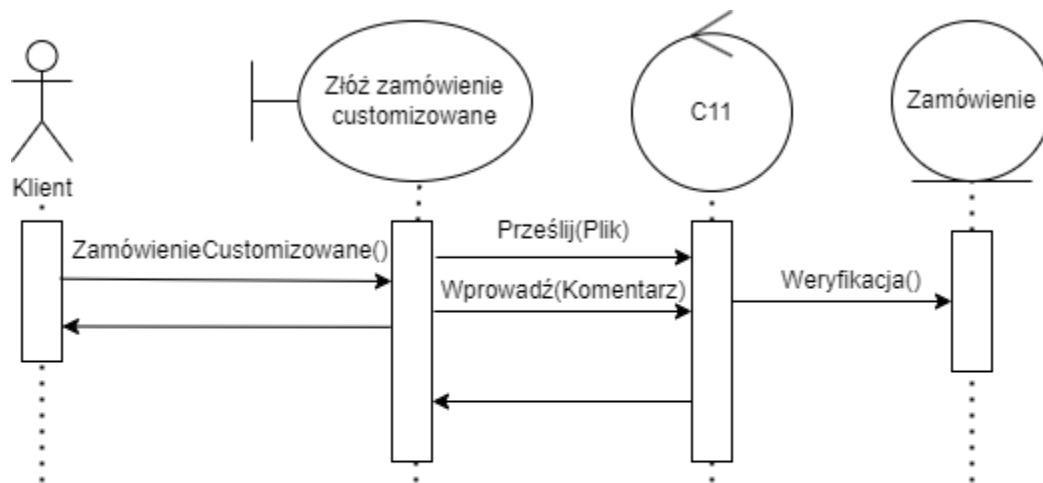 Złóż zamówienie
customizowane
C11
Zamówienie
Klient
ZamówienieCustomizowane()
Prześlij(Plik)
Wprowadź(Komentarz)
Weryfikacja()